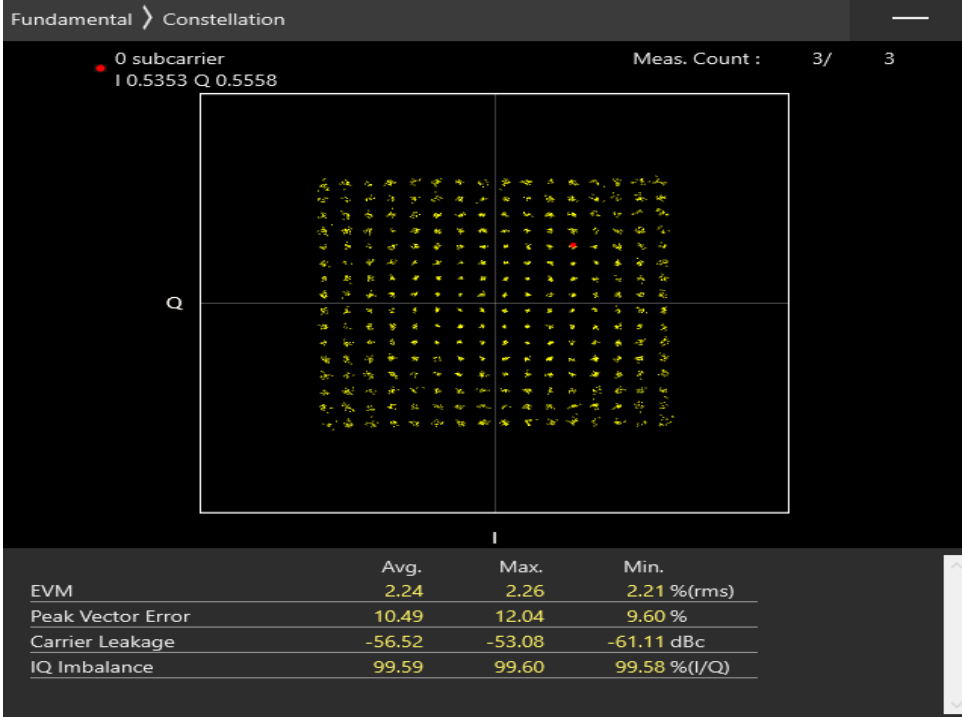 Fundamental 〉 Constellation
0 subcarrier Meas. Count : 3/ 3
I 0.5353 Q 0.5558
Q
I
Avg. Max. Min.
EVM 2.24 2.26 2.21 %(rms)
Peak Vector Error 10.49 12.04 9.60 %
Carrier Leakage -56.52 -53.08 -61.11 dBc
IQ Imbalance 99.59 99.60 99.58 %(I/Q)